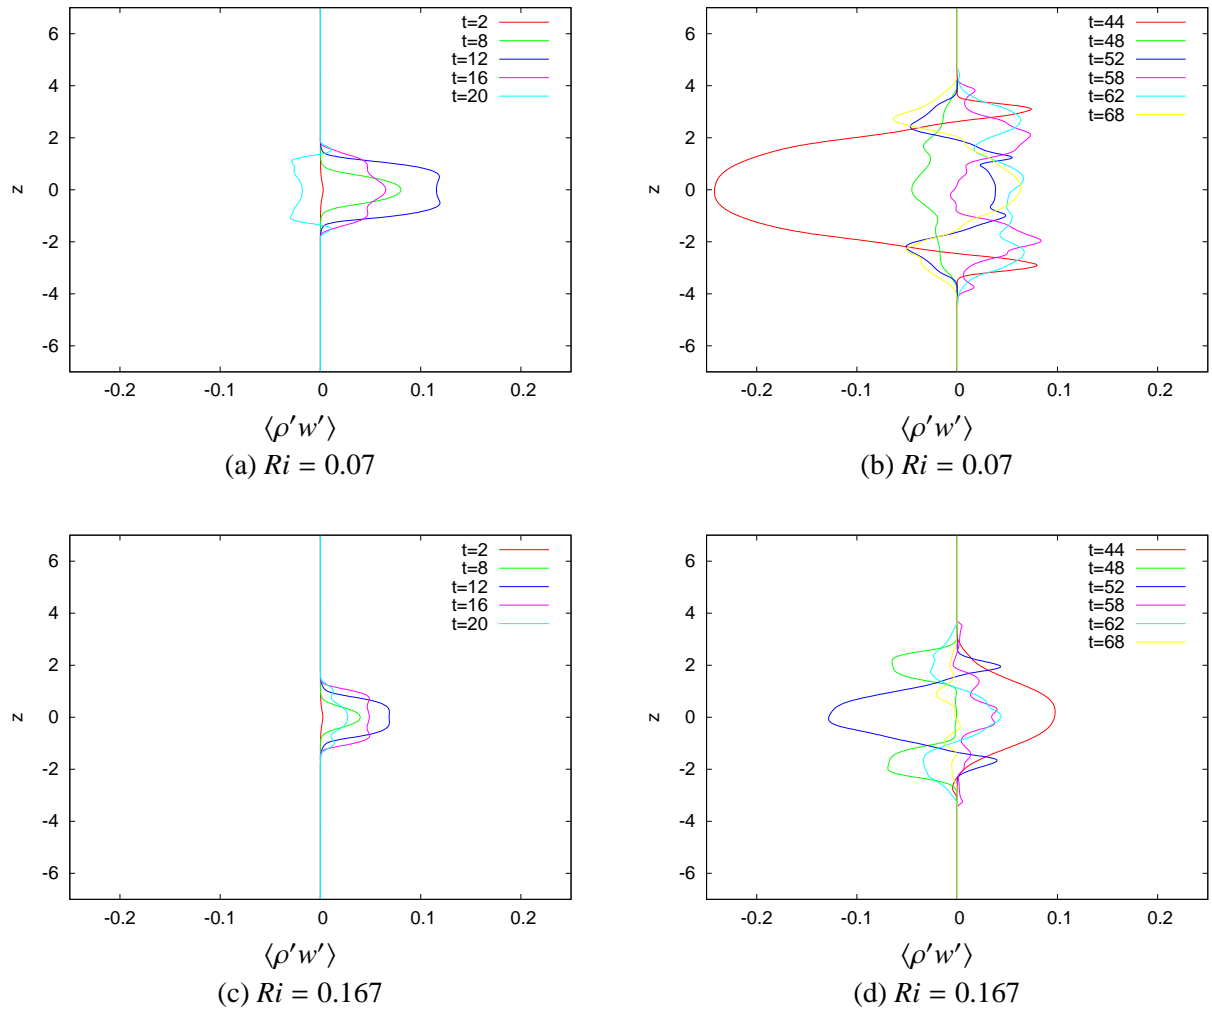 6
4
2
0
-2
-4
-6
z
t=2
t=8
t=12
t=16
t=20
-0.2 -0.1 0 0.1 0.2
⟨ρ′w′⟩
(a) Ri = 0.07
6
4
2
0
-2
-4
-6
z
t=44
t=48
t=52
t=58
t=62
t=68
-0.2 -0.1 0 0.1 0.2
⟨ρ′w′⟩
(b) Ri = 0.07
6
4
2
0
-2
-4
-6
z
t=2
t=8
t=12
t=16
t=20
-0.2 -0.1 0 0.1 0.2
⟨ρ′w′⟩
(c) Ri = 0.167
6
4
2
0
-2
-4
-6
z
t=44
t=48
t=52
t=58
t=62
t=68
-0.2 -0.1 0 0.1 0.2
⟨ρ′w′⟩
(d) Ri = 0.167